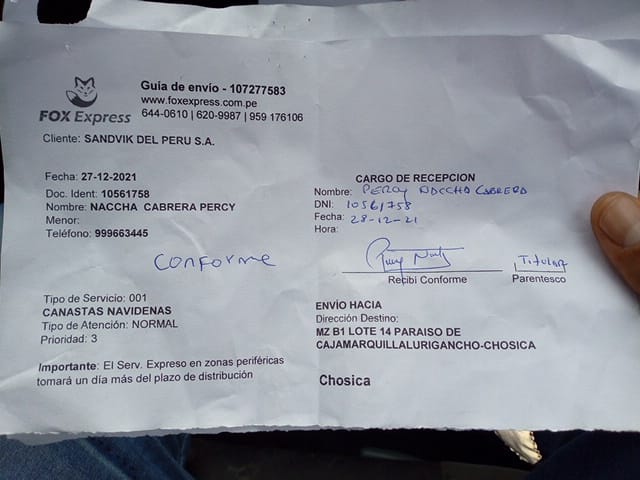 FOX Express
Guia de envío - 107277583
www.foxexpress.com.pe
644-0610 | 620-9987 | 959 176106
Cliente: SANDVIK DEL PERU S.A.
Fecha: 27-12-2021
Doc. Ident: 10561758
Nombre: NACCHA CABRERA PERCY
Menor:
Teléfono: 999663445
Conforme
Tipo de Servicio: 001
CANASTAS NAVIDENAS
Tipo de Atención: NORMAL
Prioridad: 3
Importante: El Serv. Expreso en zonas periféricas
tomará un día más del plazo de distribución
CARGO DE RECEPCION
Nombre: PERCY NACCHA CABRERA
DNI: 10561758
Fecha: 28-12-21
Hora:
Titular
Recibi Conforme Parentesco
ENVÍO HACIA
Dirección Destino:
MZ B1 LOTE 14 PARAISO DE
CAJAMARQUILLALURIGANCHO-CHOSICA
Chosica